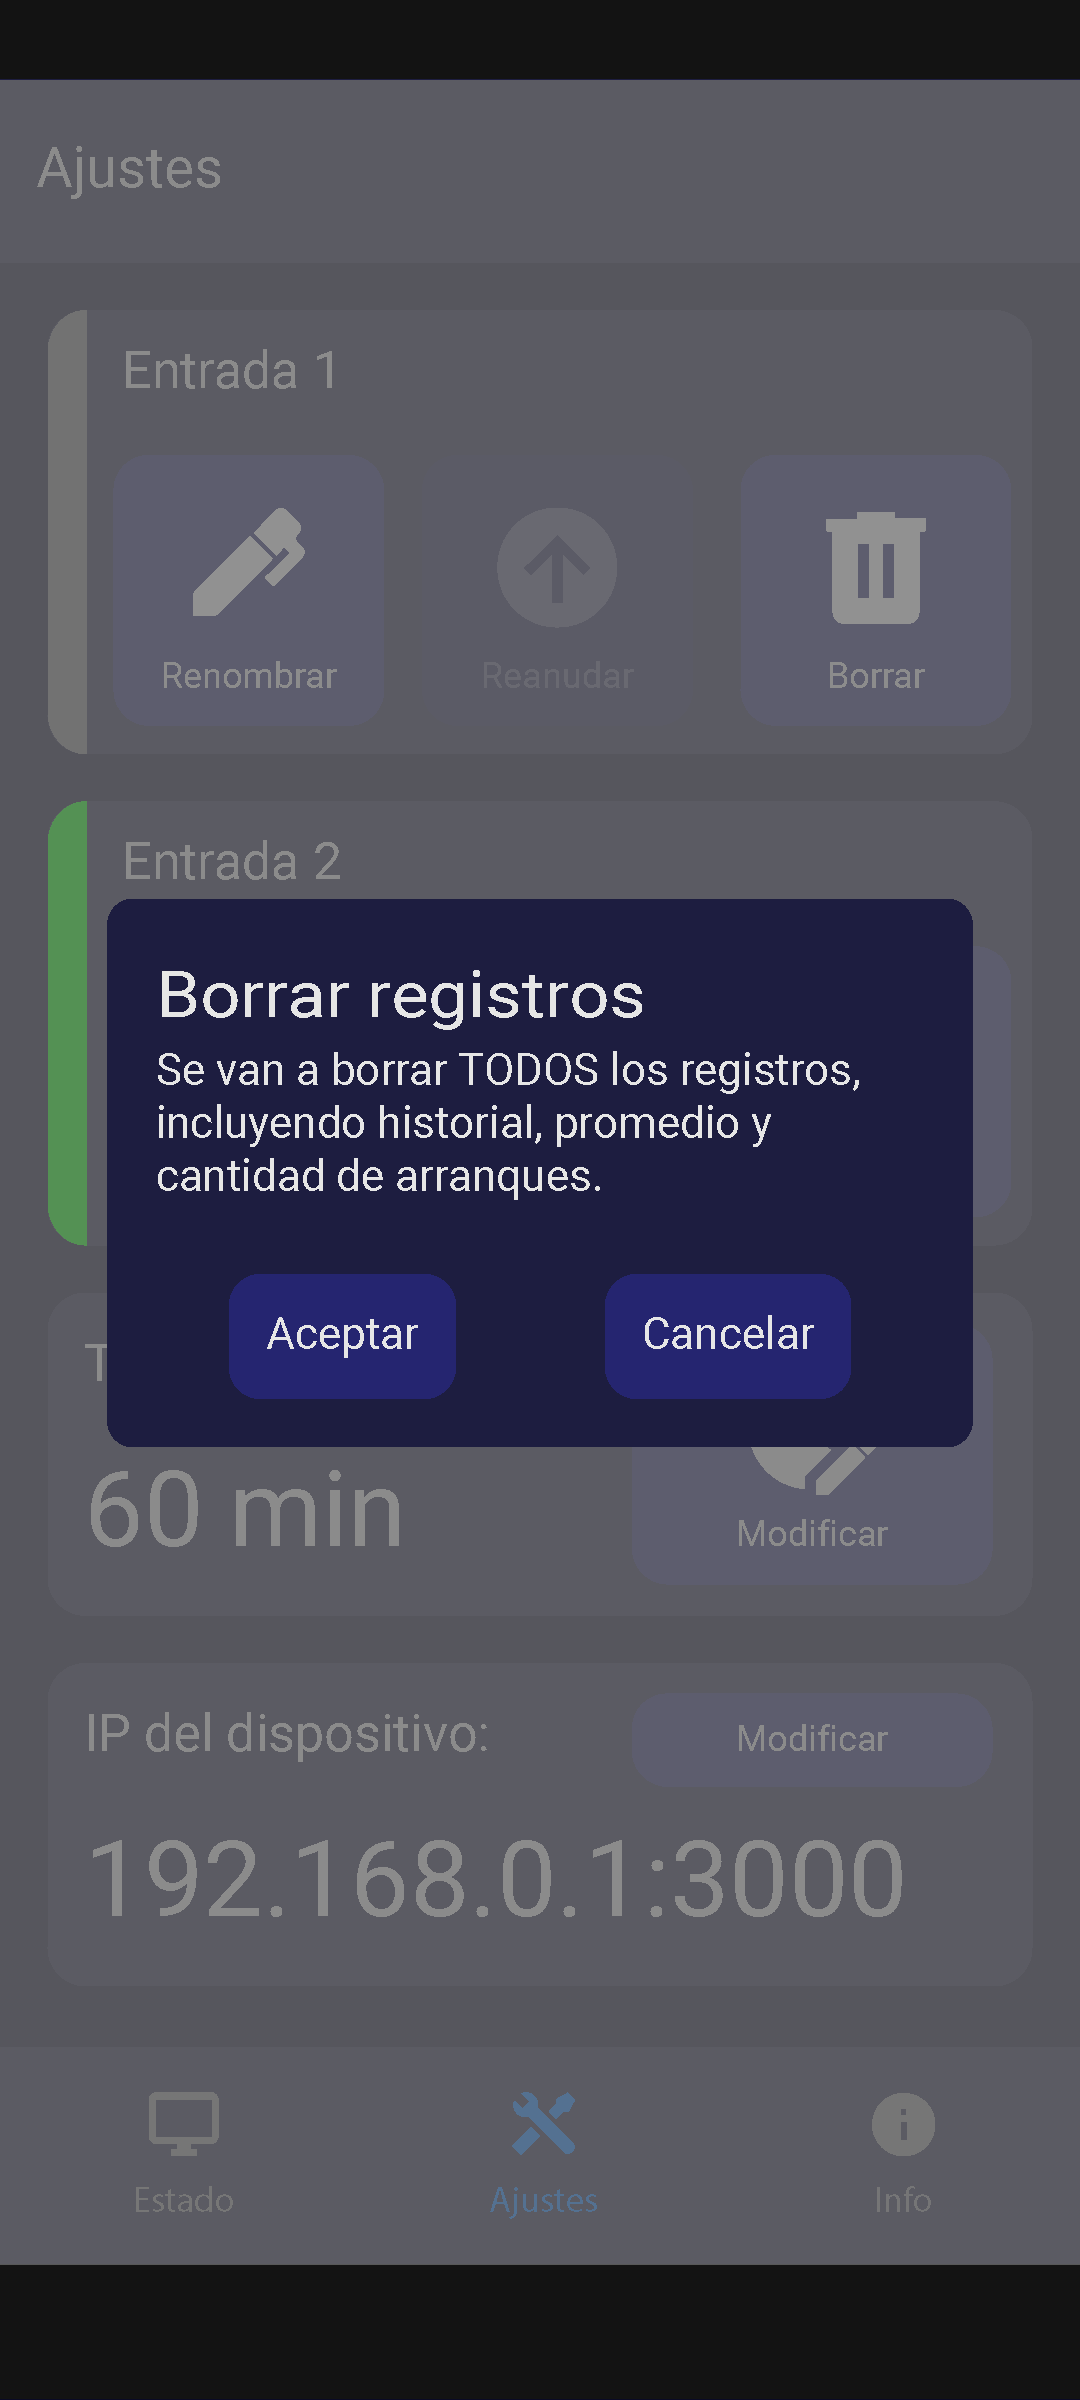 Ajustes
Entrada 1
Renombrar
Reanudar
Borrar
Entrada 2
Borrar registros
Se van a borrar TODOS los registros,
incluyendo historial, promedio y
cantidad de arranques.
Aceptar
Cancelar
60 min
Modificar
IP del dispositivo:
Modificar
192.168.0.1:3000
Estado
Ajustes
Info